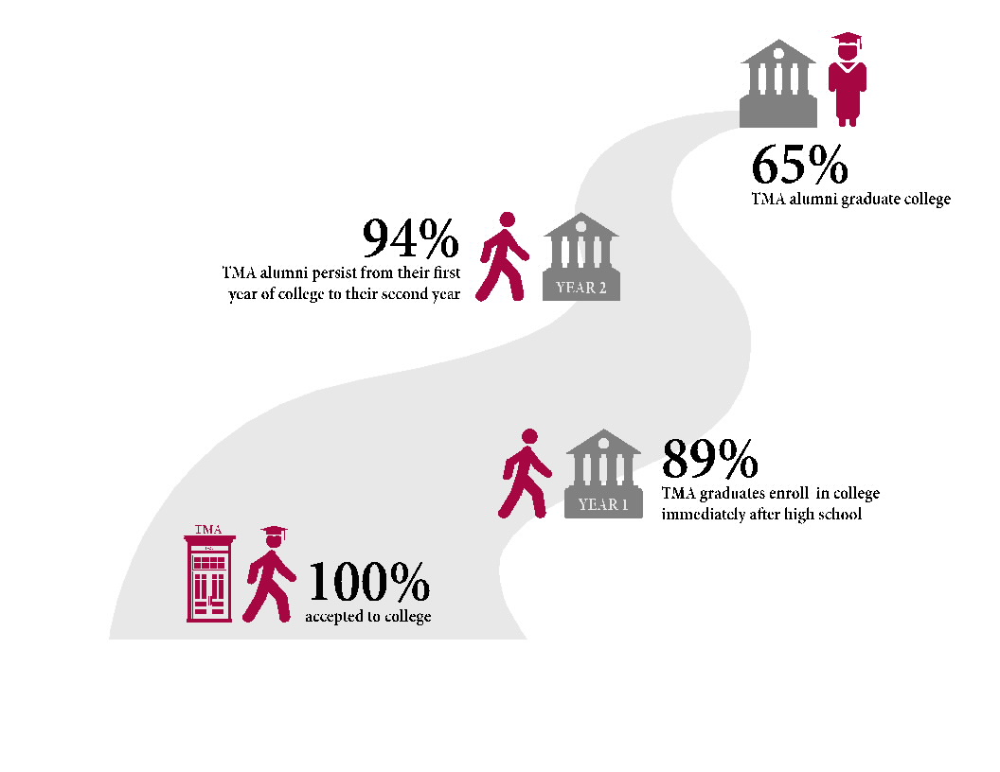 65%
TMA alumni graduate college
94%
TMA alumni persist from their first
year of college to their second year
YEAR 2
89%
TMA graduates enroll in college
immediately after high school
YEAR 1
TMA
100%
accepted to college